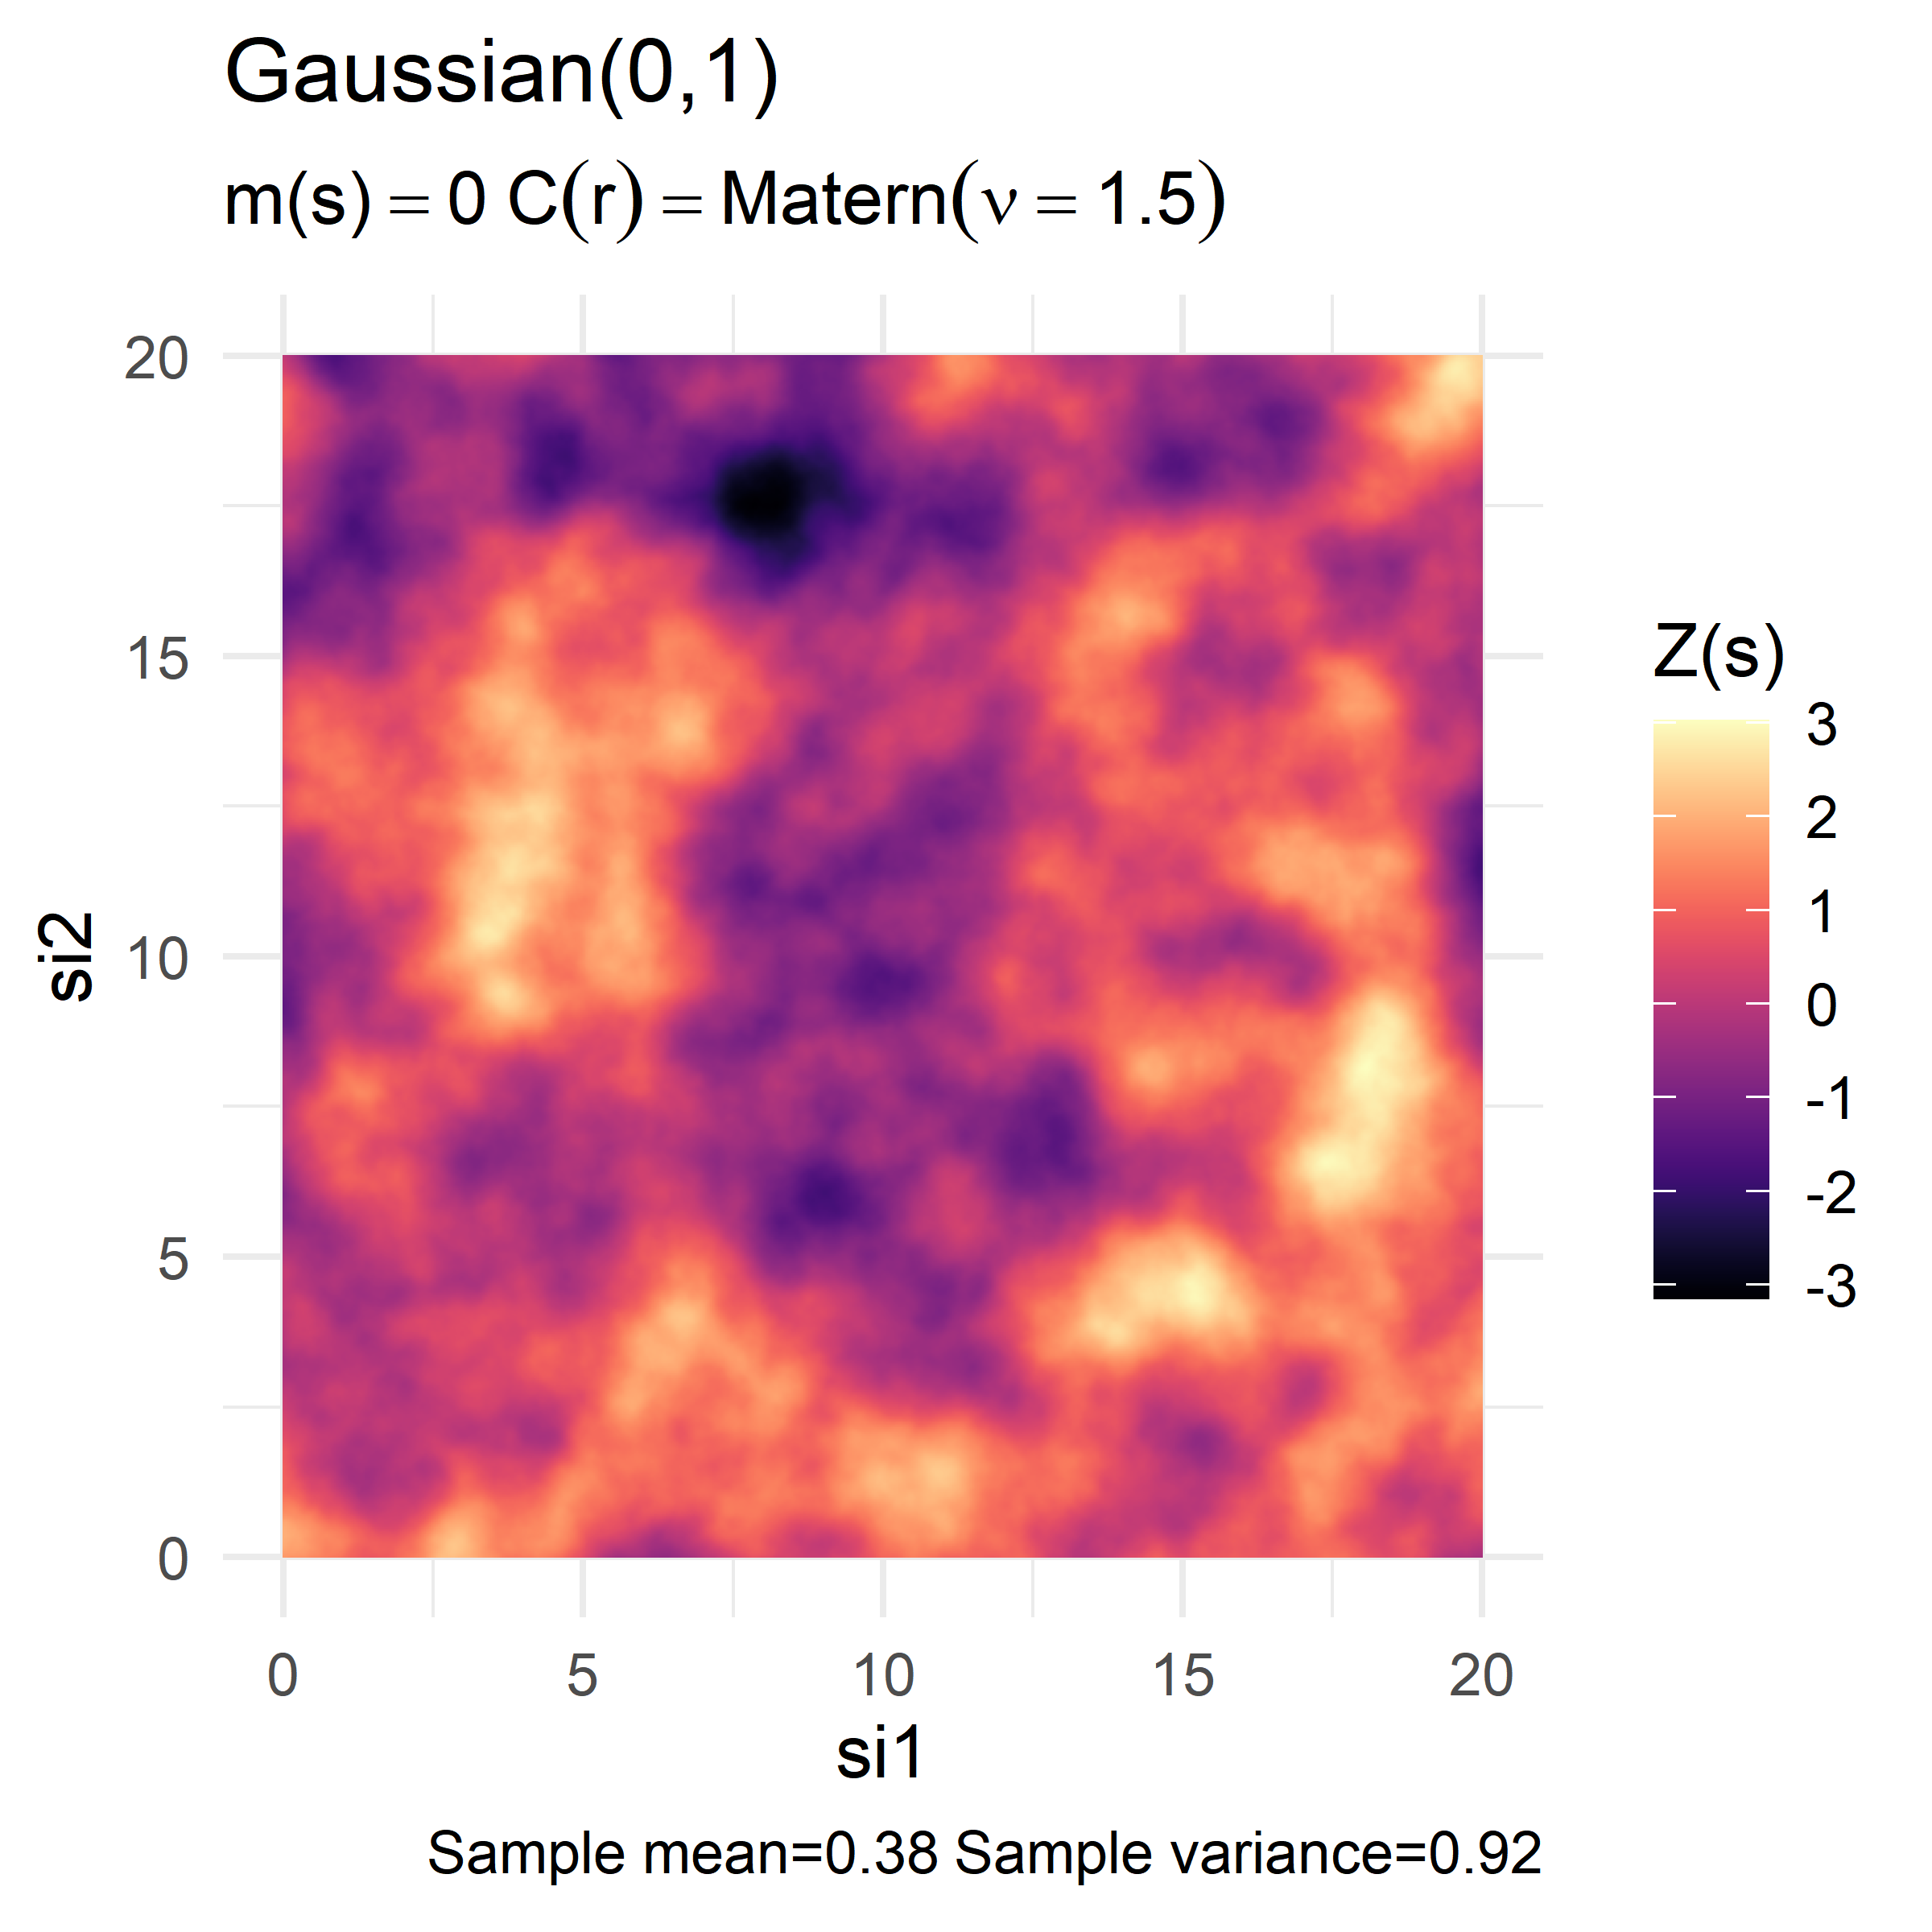 Gaussian(0,1)
m(s) = 0 C(r) = Matern(ν = 1.5)
20
15
10
5
0
si2
0 5 10 15 20
si1
Z(s)
3
2
1
0
-1
-2
-3
Sample mean=0.38 Sample variance=0.92